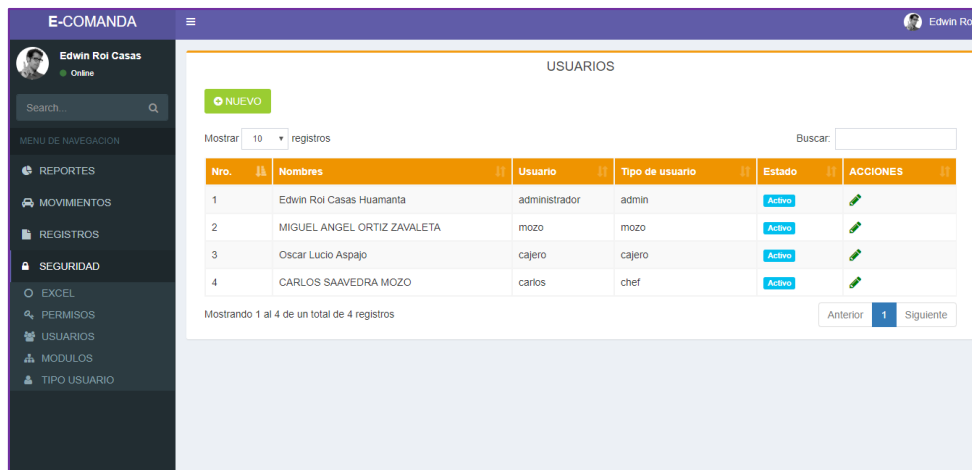 E-COMANDA
Edwin Ro
Edwin Roi Casas
Online
Search...
MENU DE NAVEGACION
REPORTES
MOVIMIENTOS
REGISTROS
SEGURIDAD
EXCEL
PERMISOS
USUARIOS
MODULOS
TIPO USUARIO
USUARIOS
NUEVO
Mostrar 10 registros
Buscar:
Nro. Nombres Usuario Tipo de usuario Estado ACCIONES
1 Edwin Roi Casas Huamanta administrador admin Activo
2 MIGUEL ANGEL ORTIZ ZAVALETA mozo mozo Activo
3 Oscar Lucio Aspajo cajero cajero Activo
4 CARLOS SAAVEDRA MOZO carlos chef Activo
Mostrando 1 al 4 de un total de 4 registros
Anterior 1 Siguiente